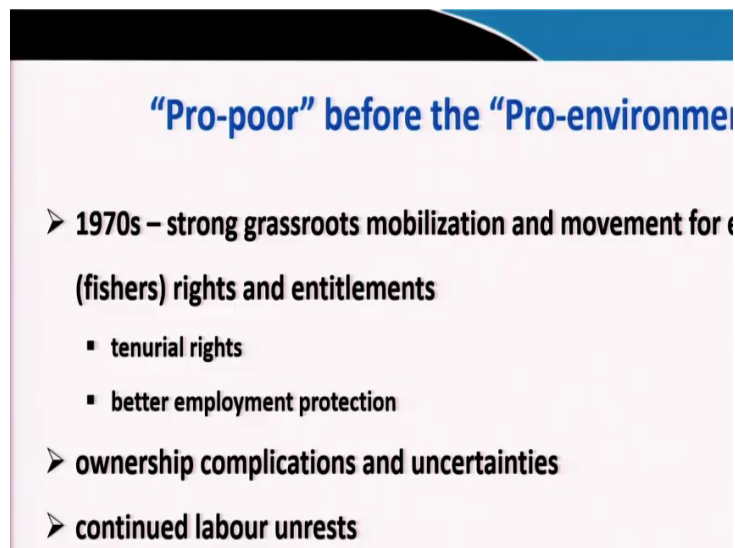 “Pro-poor” before the “Pro-environme
➢ 1970s – strong grassroots mobilization and movement for e
(fishers) rights and entitlements
▪ tenurial rights
▪ better employment protection
➢ ownership complications and uncertainties
➢ continued labour unrests